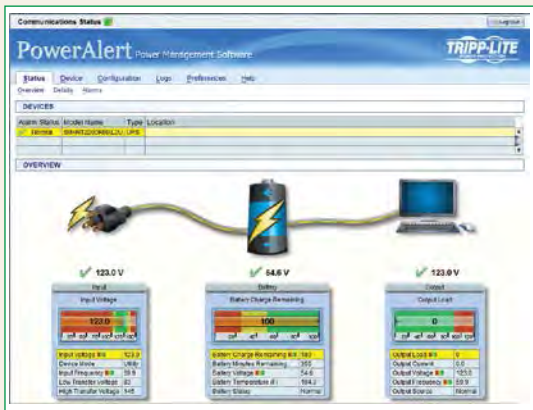 Communications Status
Logout
PowerAlert Power Management Software
TRIPP·LITE
Status Device Configuration Logs Preferences Help
Overview Details Alarms
DEVICES
Alarm Status Model Name Type Location
Normal UPS
OVERVIEW
123.0 V 54.6 V 123.0 V
Input Battery Output
Input Voltage Battery Charge Remaining Output Load
123.0 100 0
Input Voltage 123.0 Battery Charge Remaining 100 Output Load 0
Device Mode Utility Battery Minutes Remaining Output Current 0.0
Input Frequency 59.9 Battery Voltage 54.6 Output Voltage 123.0
Low Transfer Voltage Battery Temperature (F) Output Frequency 59.9
High Transfer Voltage Battery Status Normal Output Source Normal